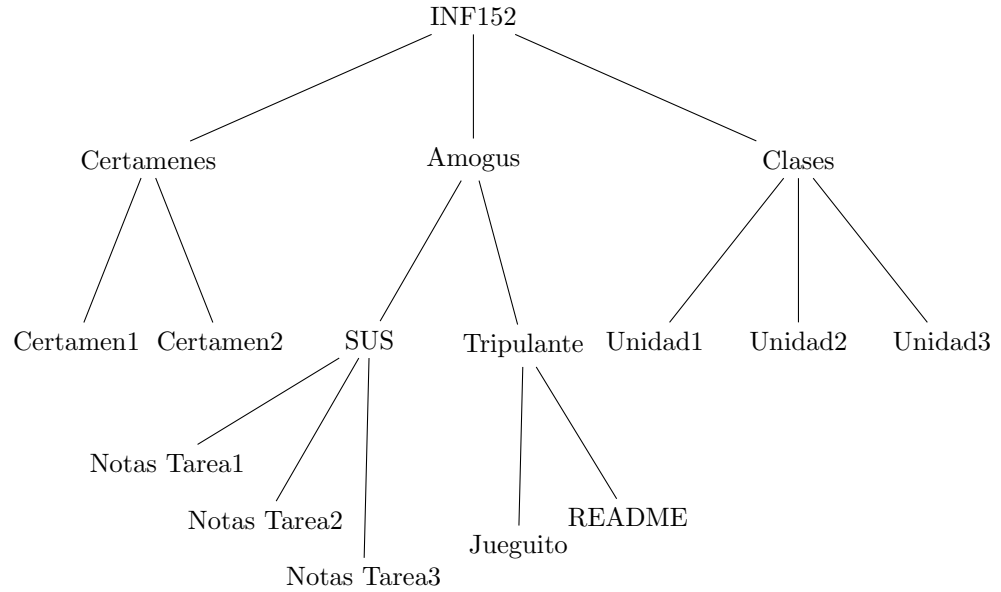 INF152
Certamenes
Amogus
Clases
Certamen1
Certamen2
SUS
Tripulante
Unidad1
Unidad2
Unidad3
Notas Tarea1
Notas Tarea2
Notas Tarea3
Jueguito
README